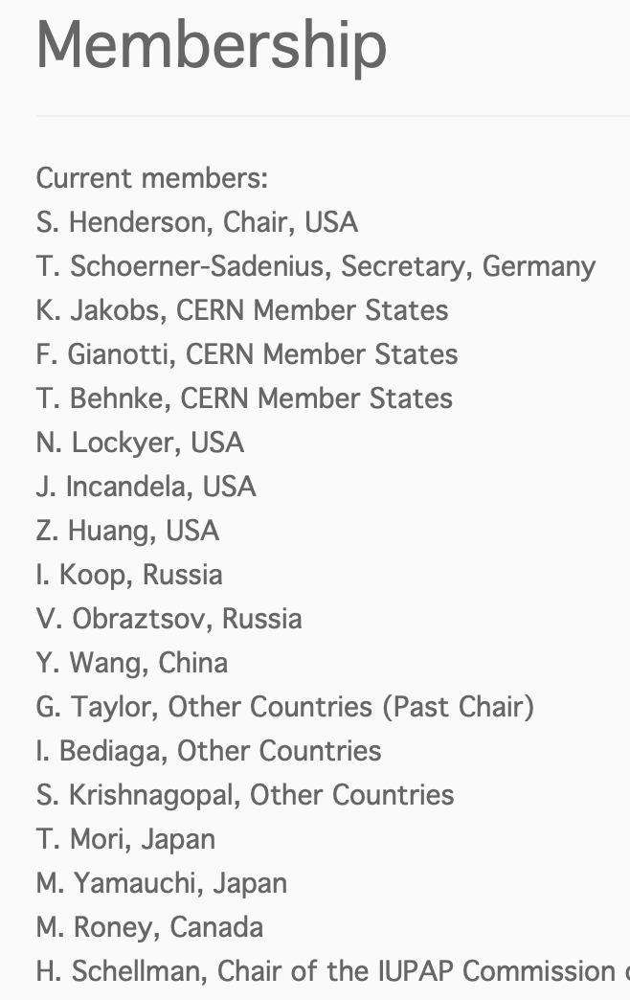 Membership
Current members:
S. Henderson, Chair, USA
T. Schoerner-Sadenius, Secretary, Germany
K. Jakobs, CERN Member States
F. Gianotti, CERN Member States
T. Behnke, CERN Member States
N. Lockyer, USA
J. Incandela, USA
Z. Huang, USA
I. Koop, Russia
V. Obraztsov, Russia
Y. Wang, China
G. Taylor, Other Countries (Past Chair)
I. Bediaga, Other Countries
S. Krishnagopal, Other Countries
T. Mori, Japan
M. Yamauchi, Japan
M. Roney, Canada
H. Schellman, Chair of the IUPAP Commission